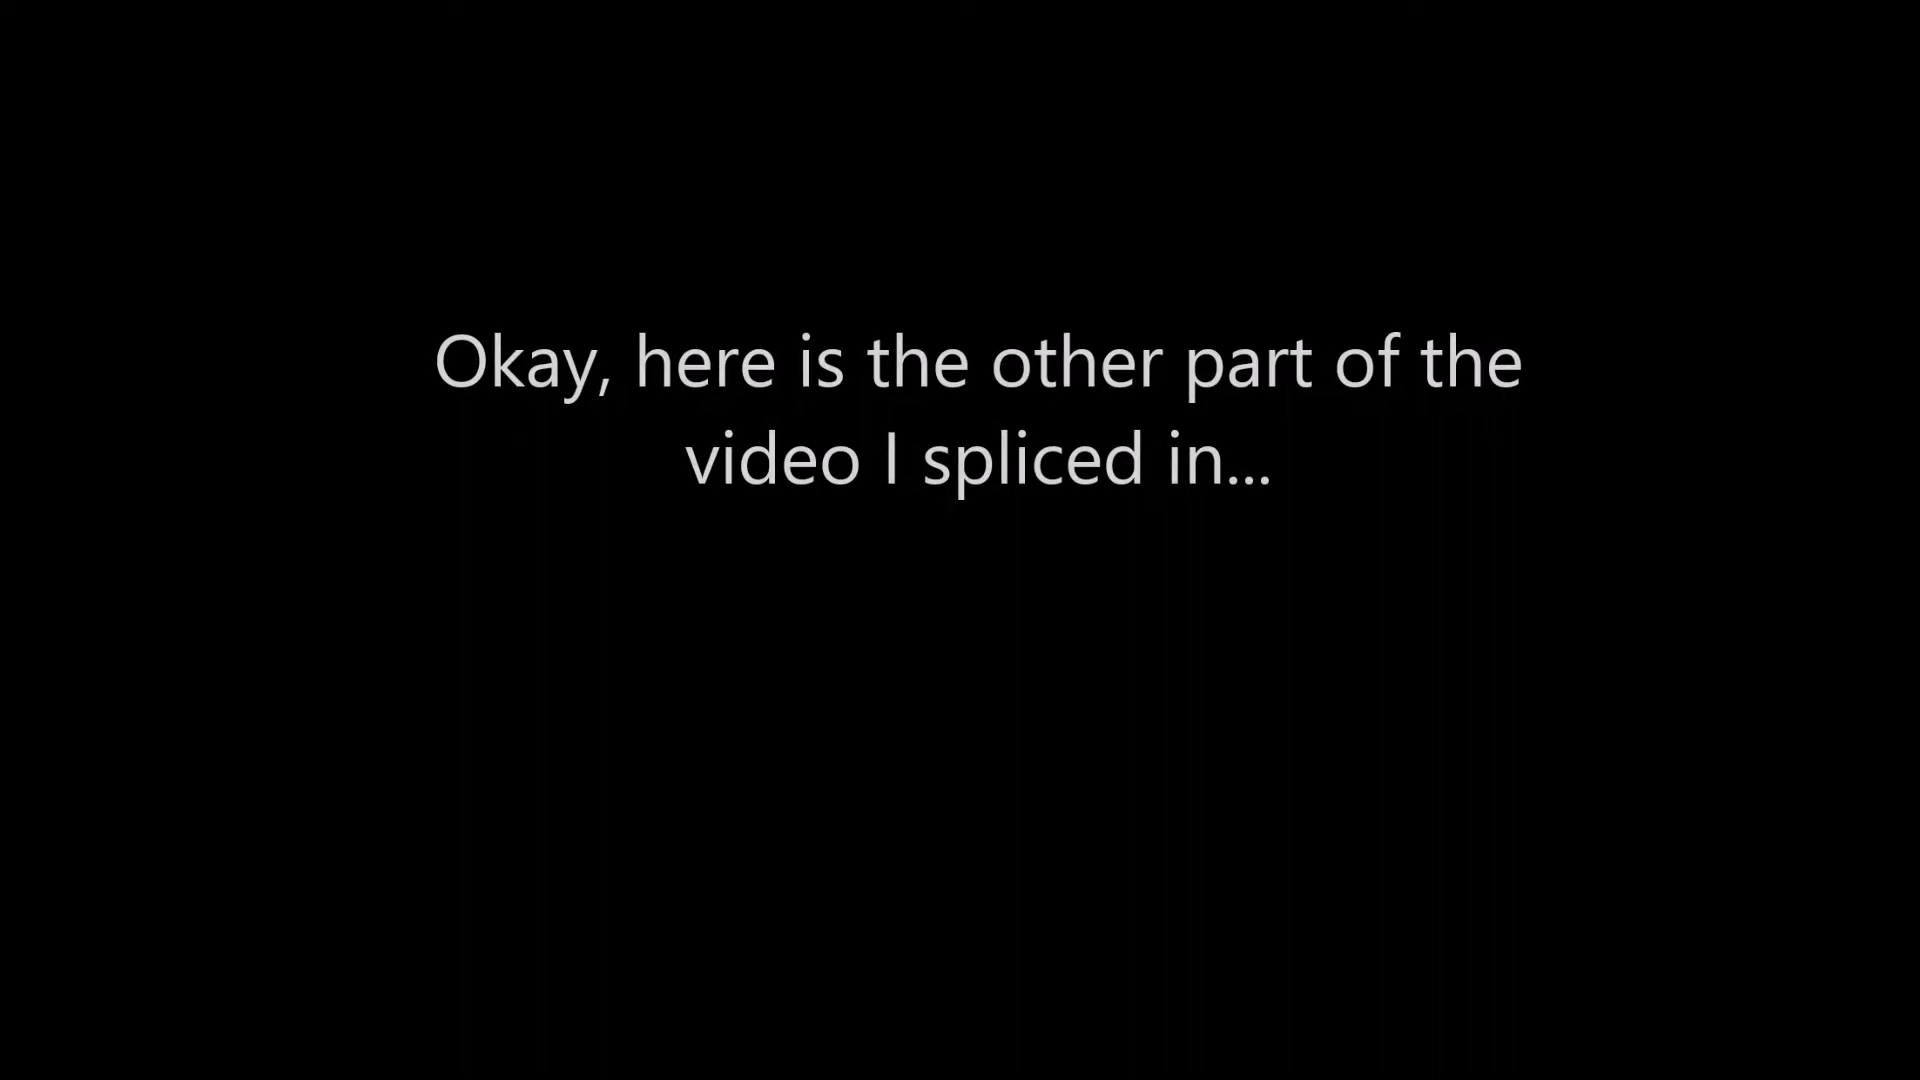 Okay, here is the other part of the
video I spliced in...